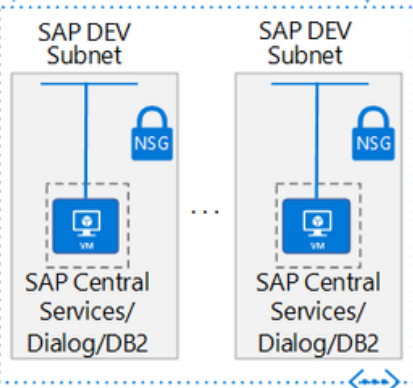 SAP DEV
Subnet
NSG
VM
SAP Central
Services/
Dialog/DB2
...
SAP DEV
Subnet
NSG
VM
SAP Central
Services/
Dialog/DB2